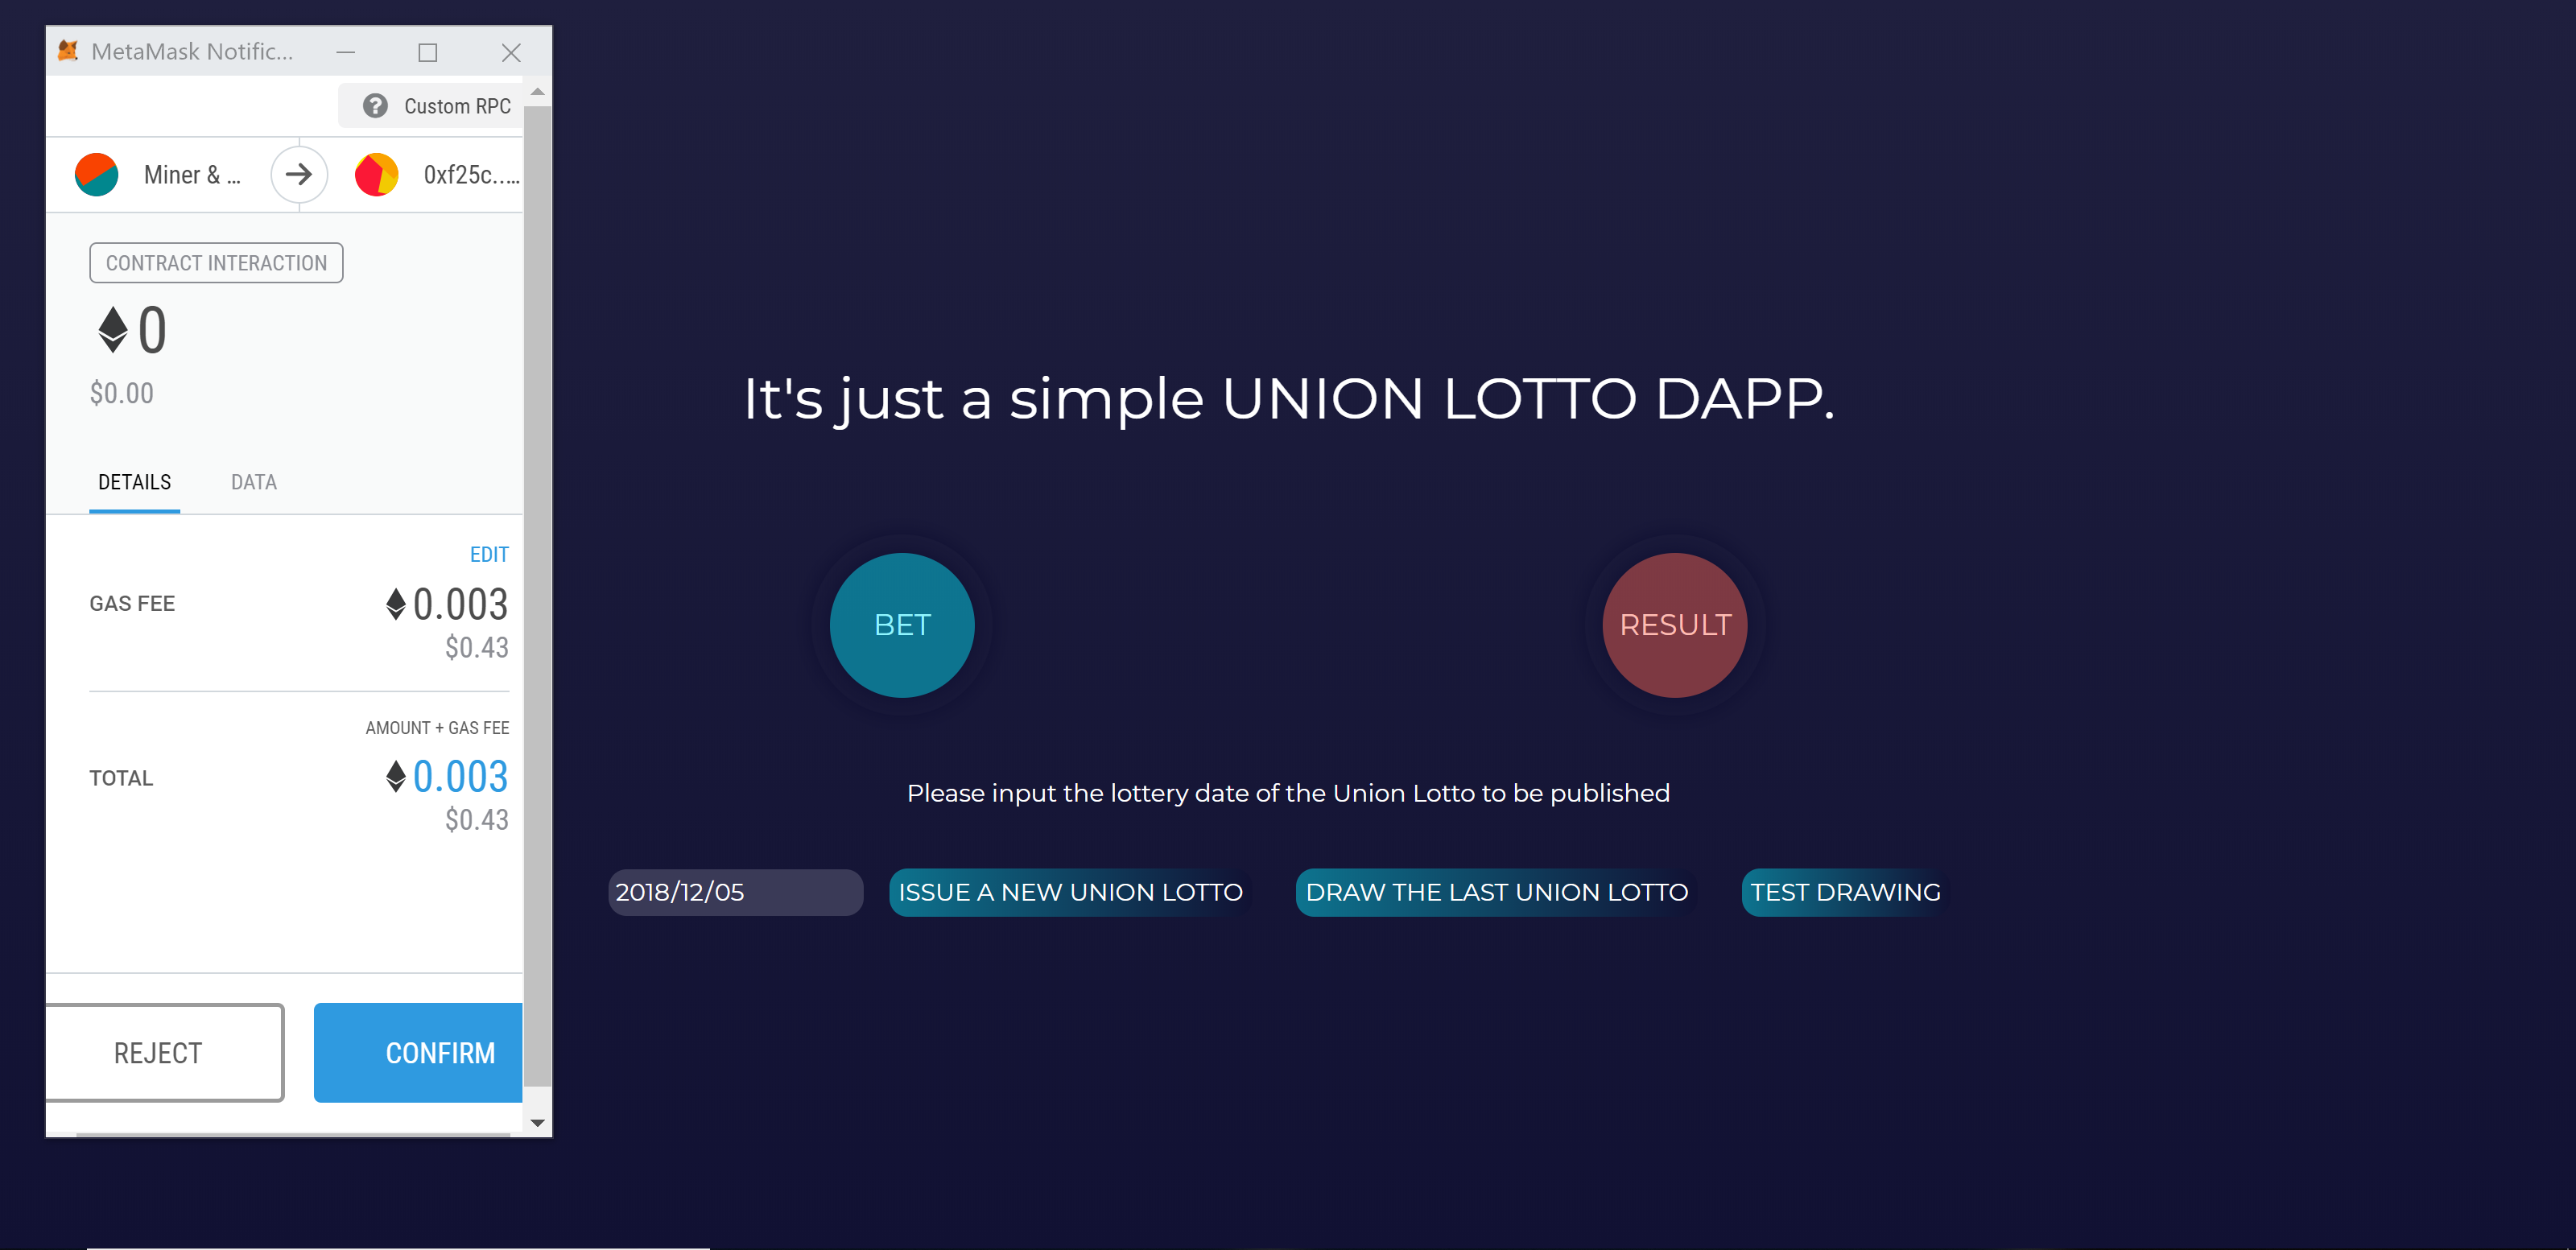 MetaMask Notific...
Custom RPC
Miner & ...
0xf25c.....
CONTRACT INTERACTION
0
$0.00
DETAILS
DATA
EDIT
GAS FEE
0.003
$0.43
AMOUNT + GAS FEE
TOTAL
0.003
$0.43
REJECT
CONFIRM
It's just a simple UNION LOTTO DAPP.
BET
RESULT
Please input the lottery date of the Union Lotto to be published
2018/12/05
ISSUE A NEW UNION LOTTO
DRAW THE LAST UNION LOTTO
TEST DRAWING